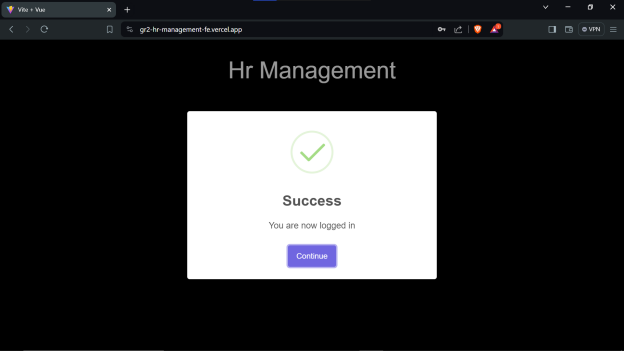 Vite + Vue
gr2-hr-management-fe.vercel.app
VPN
Hr Management
Success
You are now logged in
Continue